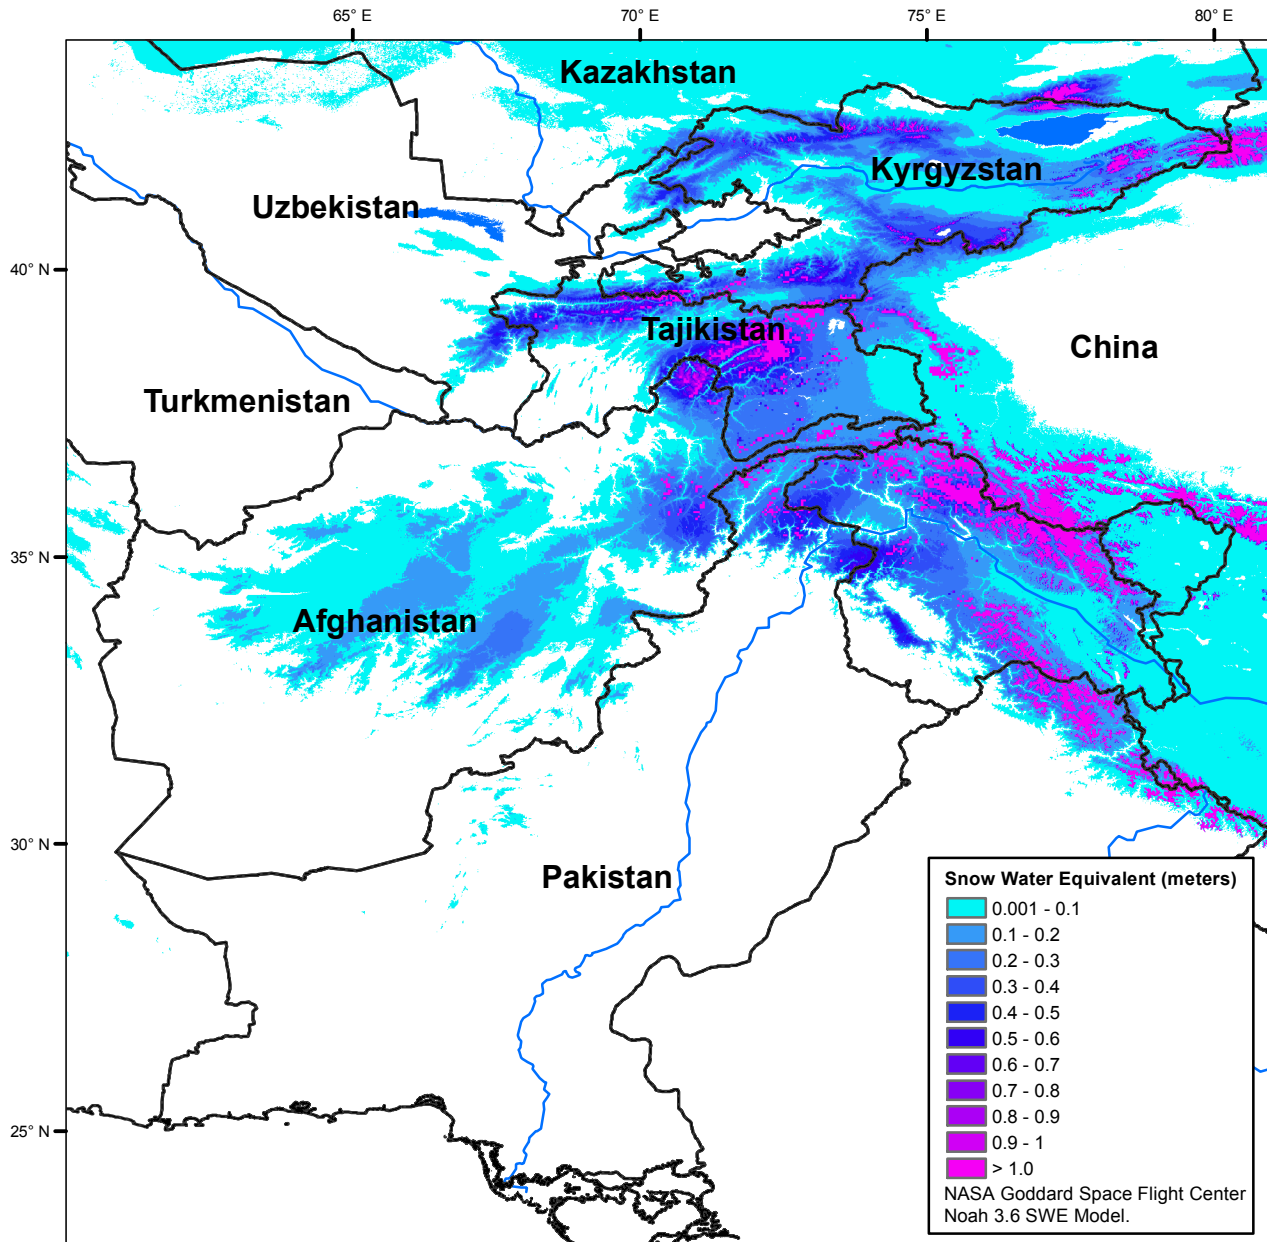 65° E
70° E
75° E
80° E
Kazakhstan
Kyrgyzstan
Uzbekistan
40° N
Tajikistan
China
Turkmenistan
35° N
Afghanistan
30° N
Pakistan
25° N
Snow Water Equivalent (meters)
0.001 - 0.1
0.1 - 0.2
0.2 - 0.3
0.3 - 0.4
0.4 - 0.5
0.5 - 0.6
0.6 - 0.7
0.7 - 0.8
0.8 - 0.9
0.9 - 1
> 1.0
NASA Goddard Space Flight Center
Noah 3.6 SWE Model.